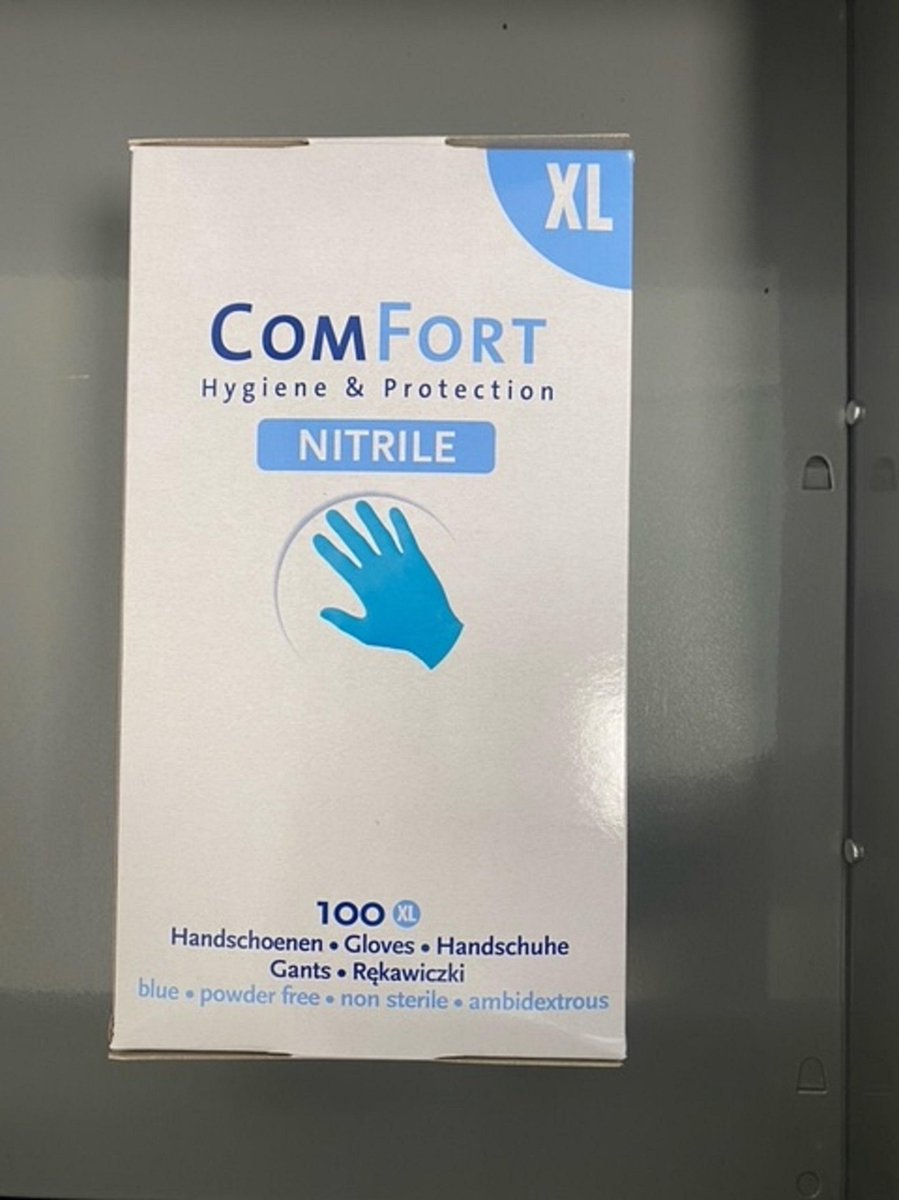 XL
COMFORT
Hygiene & Protection
NITRILE
100 XL
Handschoenen • Gloves • Handschuhe
Gants • Rękawiczki
blue • powder free • non sterile • ambidextrous